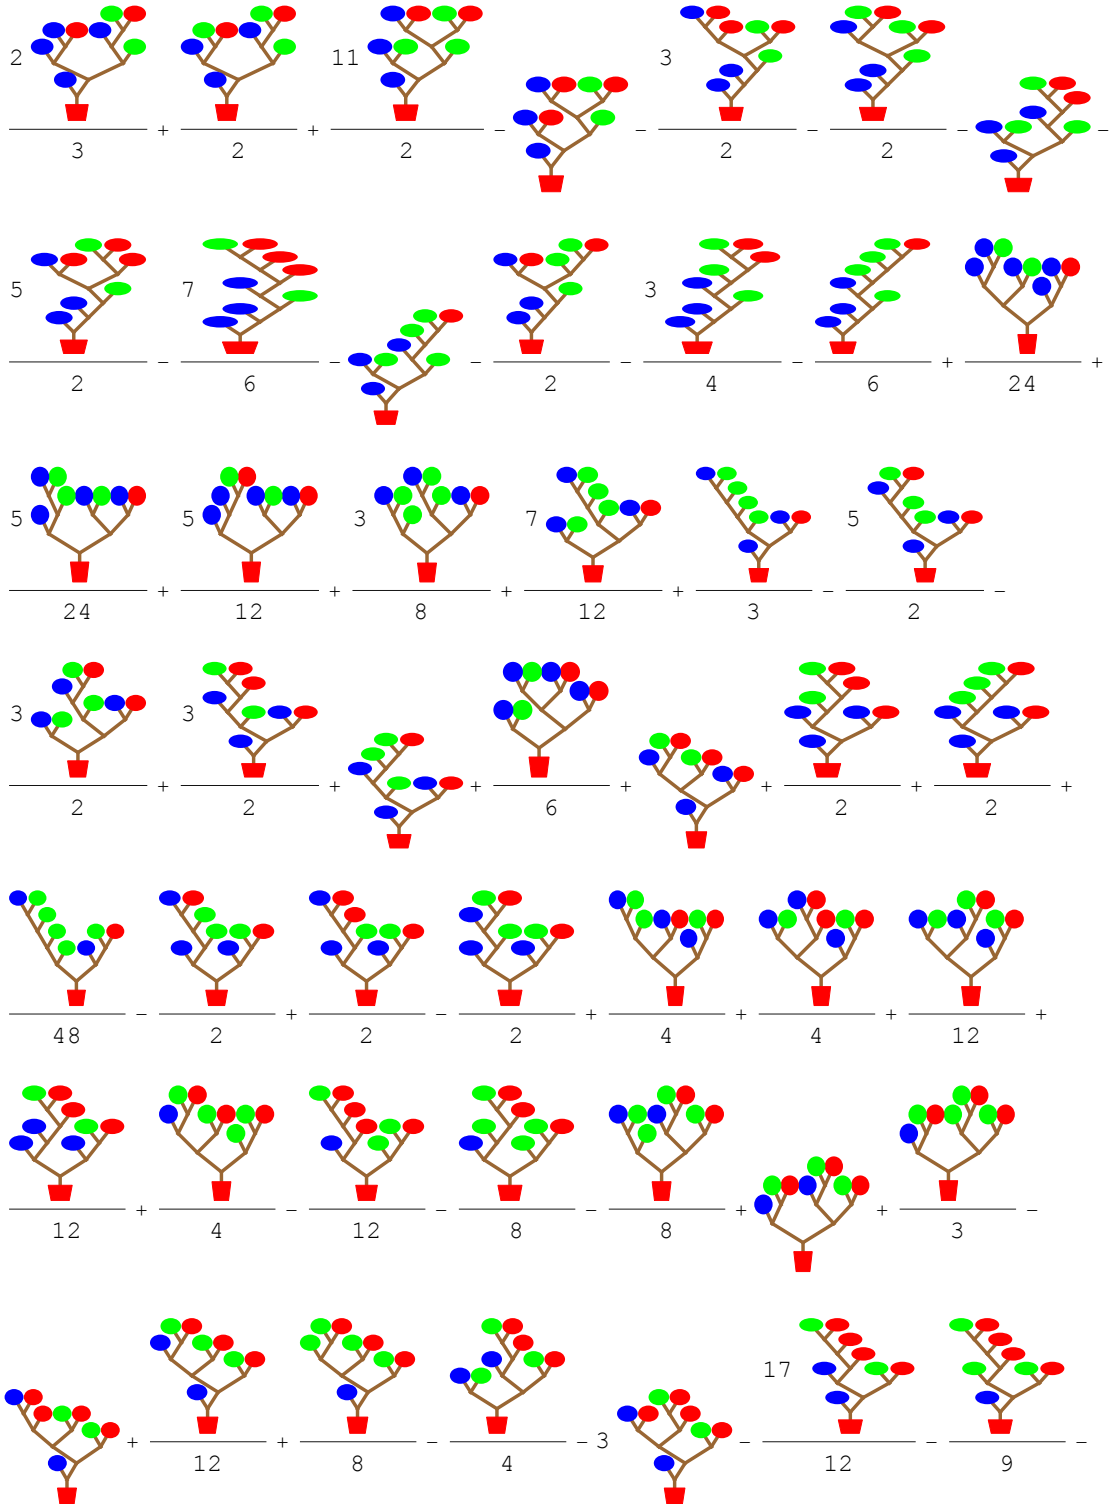 2 + + 11 - - 3 - - -
3 2 2 2 2
5 - 7 - - - 3 - + +
2 6 2 4 6 24
5 + 5 + 3 + 7 + - 5 -
24 12 8 12 3 2
3 + 3 + + + + + +
2 2 6 2 2
- + - + + + +
48 2 2 2 4 4 12
+ - - - + + -
12 4 12 8 8 3
+ + - - 3 - 17 - -
12 8 4 12 9